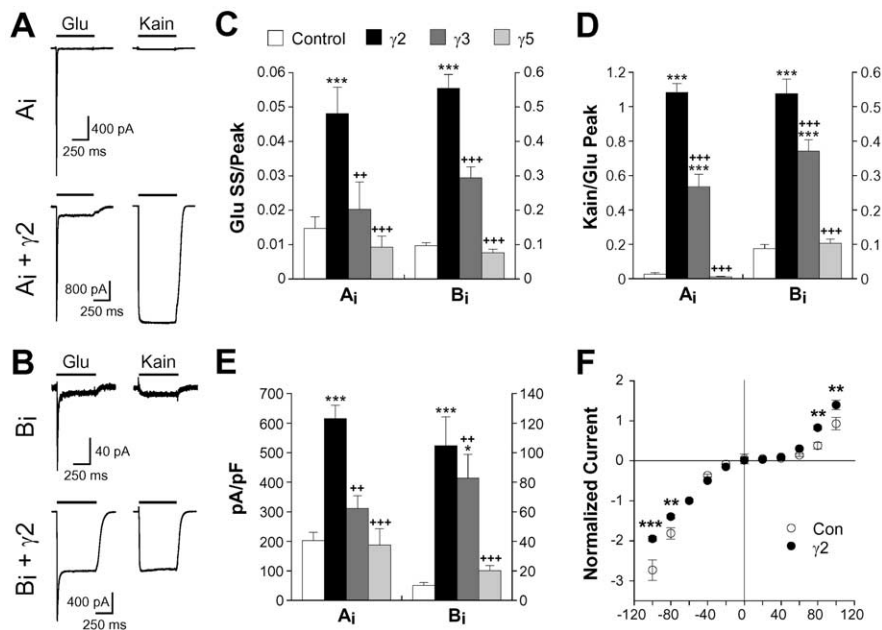 A
Glu Kain
Ai
400 pA
250 ms
Ai + γ2
800 pA
250 ms
B
Glu Kain
Bi
40 pA
250 ms
Bi + γ2
400 pA
250 ms
C
Control γ2 γ3 γ5
Glu SS/Peak
0.06 0.05 0.04 0.03 0.02 0.01 0
0.6 0.5 0.4 0.3 0.2 0.1 0
*** ++ +++
*** +++ +++
Ai Bi
D
Kain/Glu Peak
1.2 1 0.8 0.6 0.4 0.2 0
0.6 0.5 0.4 0.3 0.2 0.1 0
*** +++ *** +++
*** +++ *** +++
Ai Bi
E
pA/pF
700 600 500 400 300 200 100 0
140 120 100 80 60 40 20 0
*** ++ +++
*** ++ * +++
Ai Bi
F
Normalized Current
2 1 0 -1 -2 -3
*** ** ** **
Con
γ2
-120 -80 -40 0 40 80 120